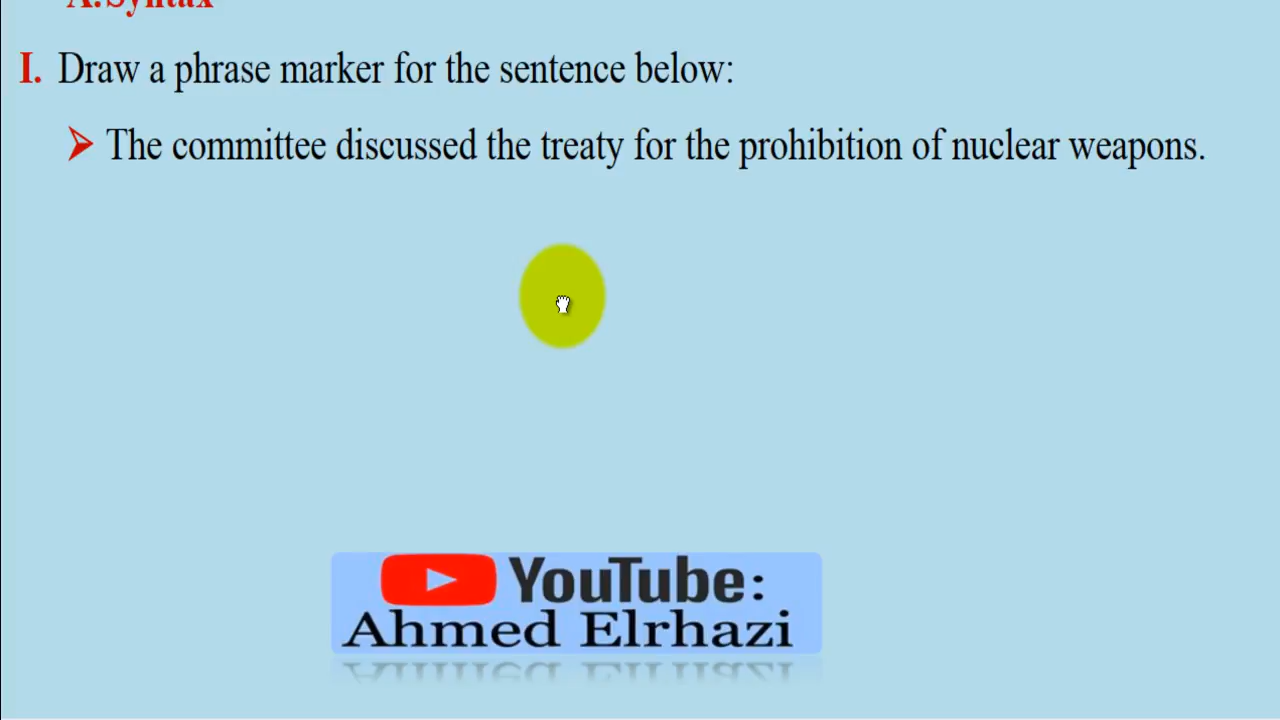 A. Syntax
I. Draw a phrase marker for the sentence below:
The committee discussed the treaty for the prohibition of nuclear weapons.
YouTube:
Ahmed Elrhazi